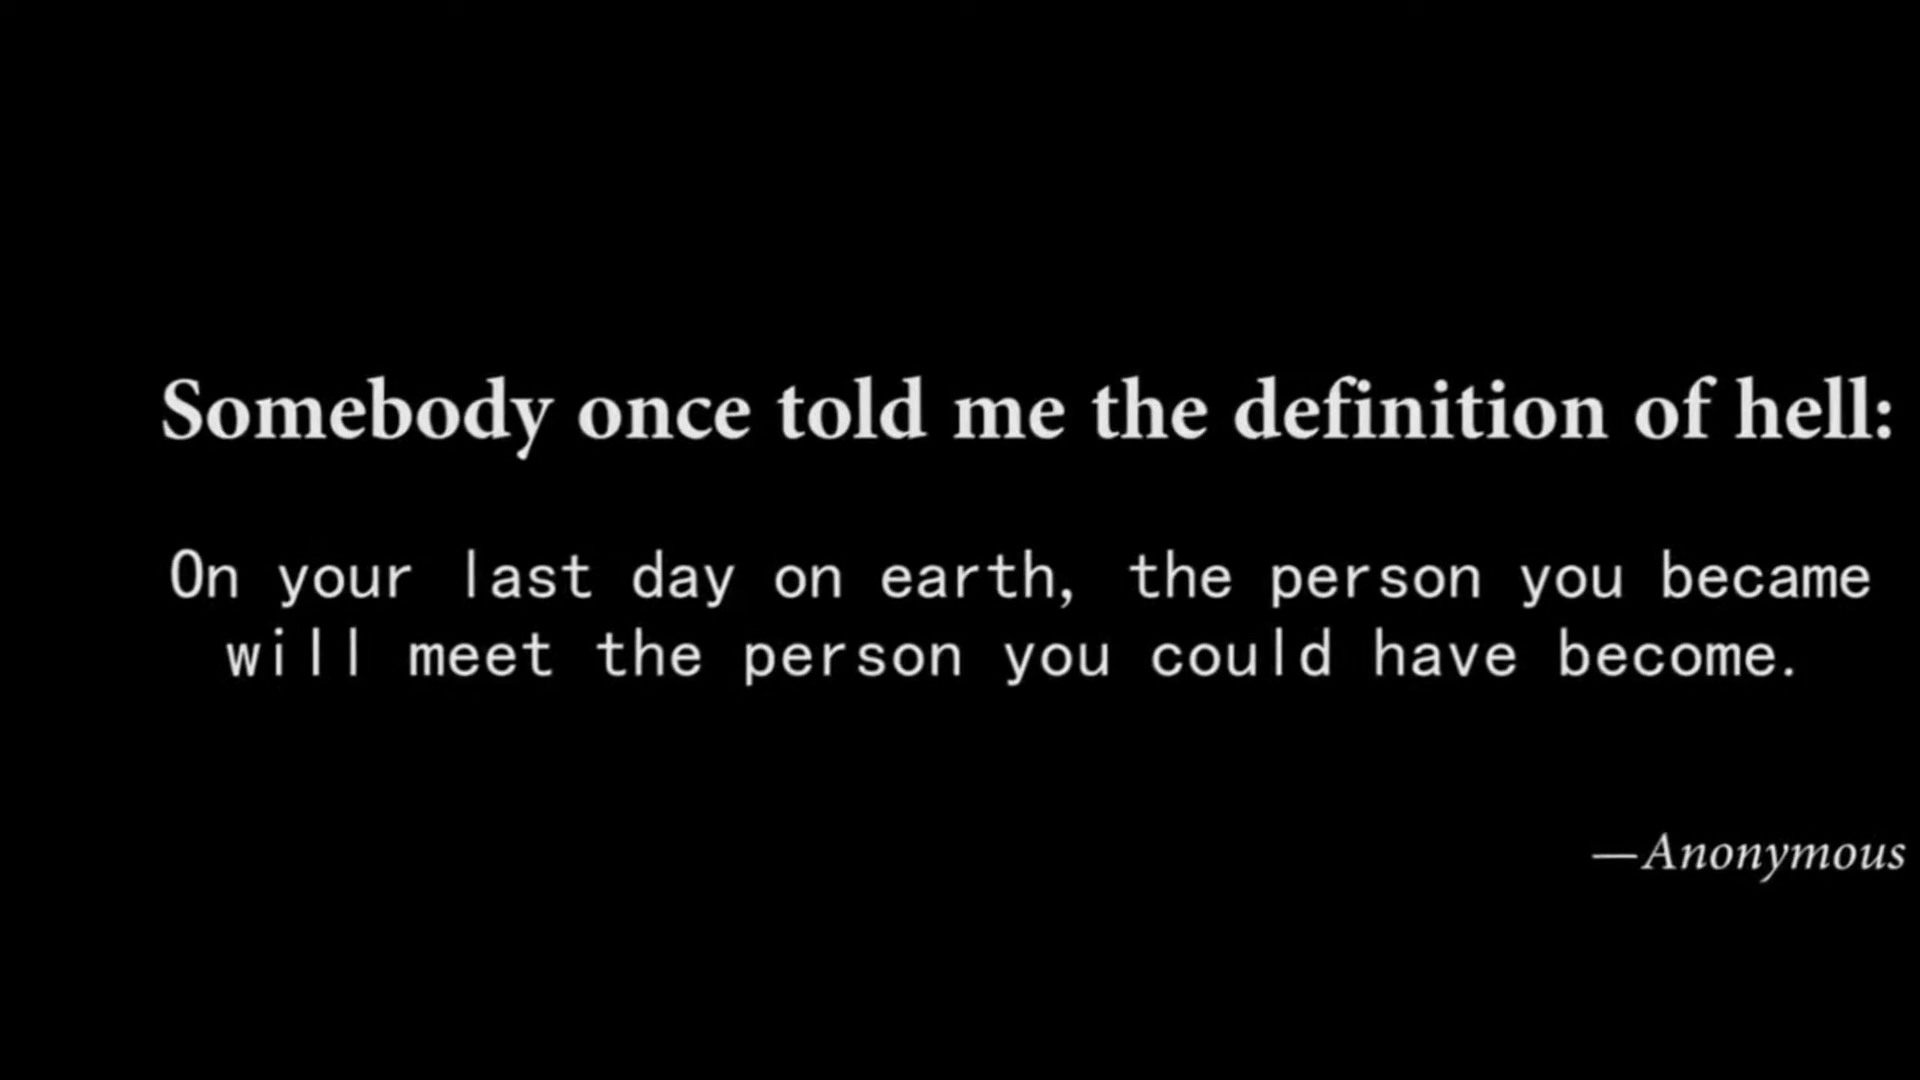 Somebody once told me the definition of hell:
On your last day on earth, the person you became
will meet the person you could have become.
—Anonymous